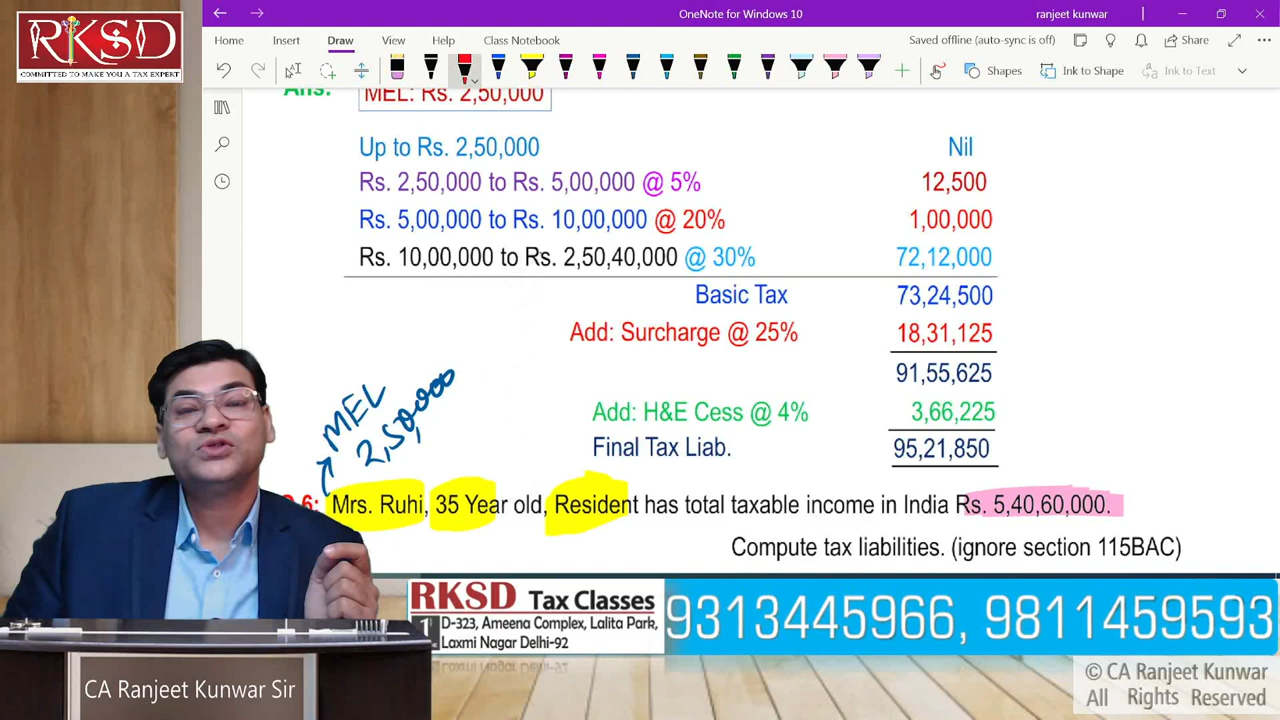 RKSD
COMMITTED TO MAKE YOU A TAX EXPERT
OneNote for Windows 10
ranjeet kunwar
Home Insert Draw View Help Class Notebook
Saved offline (auto-sync is off)
Share
Shapes
Ink to Shape
Ink to Text
Ans:
MEL: Rs. 2,50,000
Up to Rs. 2,50,000 Nil
Rs. 2,50,000 to Rs. 5,00,000 @ 5% 12,500
Rs. 5,00,000 to Rs. 10,00,000 @ 20% 1,00,000
Rs. 10,00,000 to Rs. 2,50,40,000 @ 30% 72,12,000
Basic Tax 73,24,500
Add: Surcharge @ 25% 18,31,125
91,55,625
Add: H&E Cess @ 4% 3,66,225
Final Tax Liab. 95,21,850
MEL
2,50,000
6: Mrs. Ruhi, 35 Year old, Resident has total taxable income in India Rs. 5,40,60,000.
Compute tax liabilities. (ignore section 115BAC)
RKSD Tax Classes
D-323, Ameena Complex, Lalita Park,
Laxmi Nagar Delhi-92
9313445966, 9811459593
CA Ranjeet Kunwar Sir
© CA Ranjeet Kunwar
All Rights Reserved